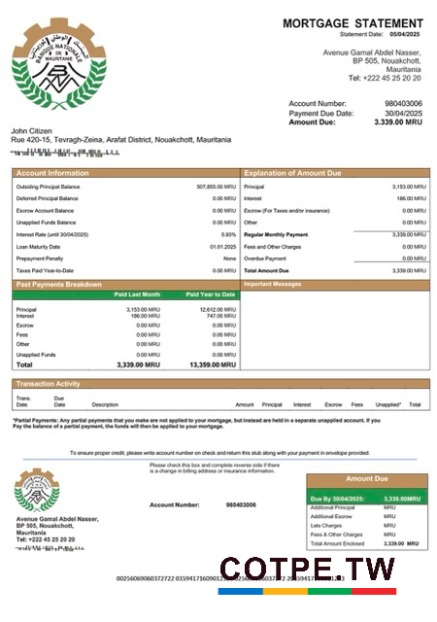 MORTGAGE STATEMENT
Statement Date: 05/04/2025
BANQUE NATIONALE
DE
MAURITANIE
Avenue Gamal Abdel Nasser,
BP 505, Nouakchott,
Mauritania
Tel: +222 45 25 20 20
Account Number: 980403006
Payment Due Date: 30/04/2025
Amount Due: 3.339.00 MRU
John Citizen
Rue 420-15, Tevragh-Zeina, Arafat District, Nouakchott, Mauritania
Account Information
Outsiding Principal Balance 507,655.00 MRU
Deferred Principal Balance 0.00 MRU
Escrow Account Balance 0.00 MRU
Unapplied Funds Balance 0.00 MRU
Interest Rate (until 30/04/2025) 5.93%
Loan Maturity Date 01.01.2025
Prepayment Penalty None
Taxes Paid Year-to-Date 0.00 MRU
Explanation of Amount Due
Principal 3,153.00 MRU
Interest 186.00 MRU
Escrow (For Taxes and/or insurance) 0.00 MRU
Other 0.00 MRU
Regular Monthly Payment 3,339.00 MRU
Fees and Other Charges 0.00 MRU
Overdue Payment 0.00 MRU
Total Amount Due 3,339.00 MRU
Past Payments Breakdown
Paid Last Month Paid Year to Date
Principal 3,153.00 MRU 12,612.00 MRU
Interest 186.00 MRU 747.00 MRU
Escrow 0.00 MRU 0.00 MRU
Fees 0.00 MRU 0.00 MRU
Other 0.00 MRU 0.00 MRU
Unapplied Funds 0.00 MRU 0.00 MRU
Total 3,339.00 MRU 13,359.00 MRU
Important Messages
Transaction Activity
Trans. Date Due Date Description Amount Principal Interest Escrow Fees Unapplied* Total
*Partial Payments: Any partial payments that you make are not applied to your mortgage, but instead are held in a separate unapplied account. If you
Pay the balance of a partial payment, the funds will then be applied to your mortgage.
To ensure proper credit, please write account number on check and return this stub along with your payment in envelope provided.
Please check this box and complete reverse side if there
is a change in billing address or insurance information.
Account Number: 980403006
Avenue Gamal Abdel Nasser,
BP 505, Nouakchott,
Mauritania
Tel: +222 45 25 20 20
Amount Due
Due By 30/04/2025: 3,339.00MRU
Additional Principal MRU
Additional Escrow MRU
Late Charges MRU
Fees & Other Charges MRU
Total Amount Enclosed 3,339.00 MRU
COTPE.TW